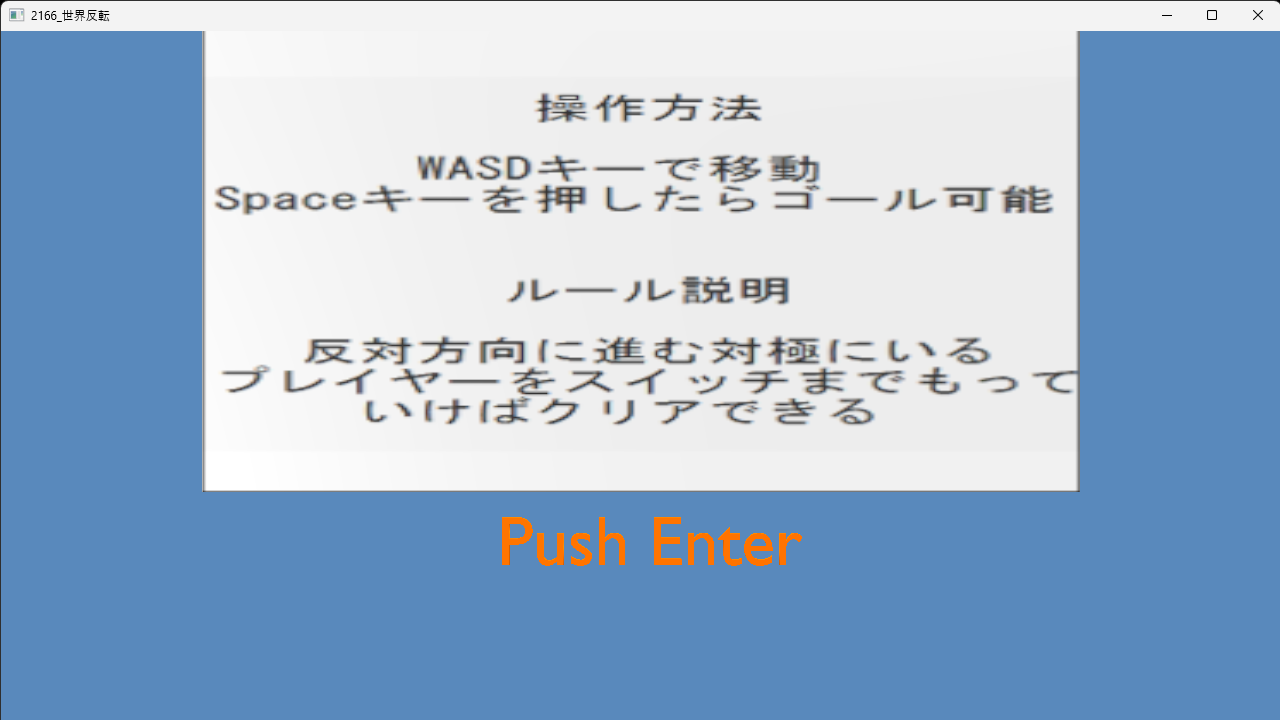 2166_世界反転
操作方法
WASDキーで移動
Spaceキーを押したらゴール可能
ルール説明
反対方向に進む対極にいる
プレイヤーをスイッチまでもって
いけばクリアできる
Push Enter